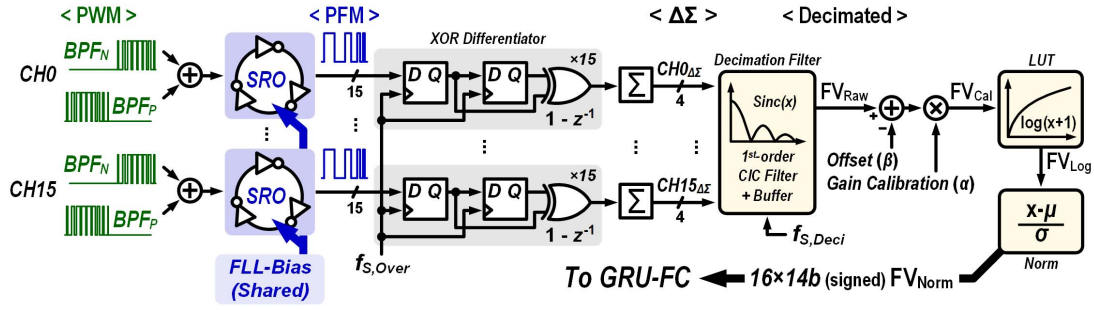 < PWM >
< PFM >
< ΔΣ >
< Decimated >
XOR Differentiator
CH0
BPF_N
BPF_P
SRO
15
D Q
D Q
×15
1 - z⁻¹
Σ
CH0_ΔΣ
4
Decimation Filter
Sinc(x)
1st-order
CIC Filter
+ Buffer
FV_Raw
+
−
Offset (β)
Gain Calibration (α)
FV_Cal
LUT
log(x+1)
FV_Log
CH15
BPF_N
BPF_P
SRO
15
D Q
D Q
×15
1 - z⁻¹
Σ
CH15_ΔΣ
4
x-μ
σ
Norm
FLL-Bias
(Shared)
f_S,Over
f_S,Deci
To GRU-FC
16×14b (signed) FV_Norm